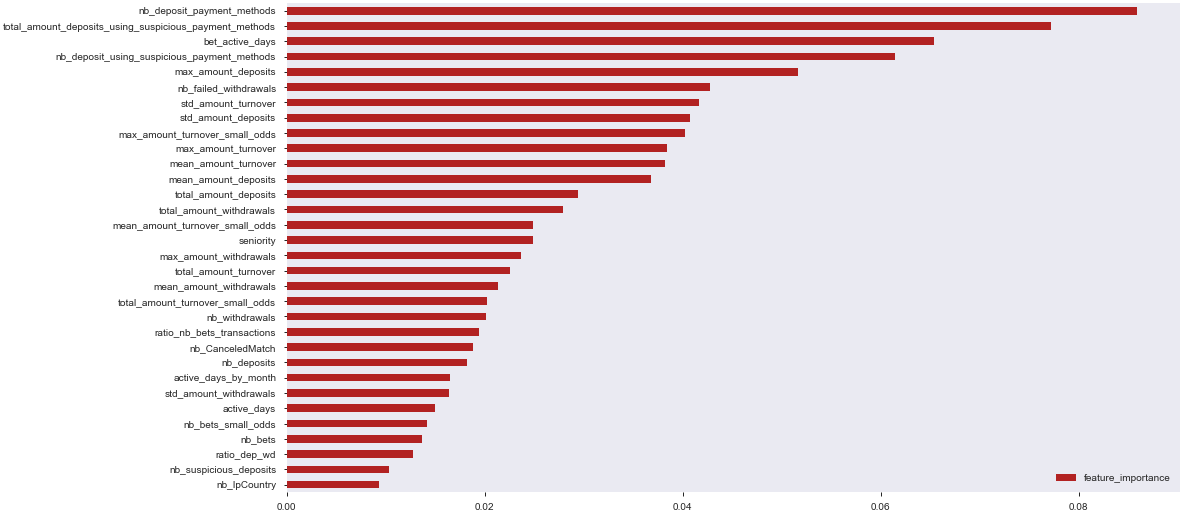 nb_deposit_payment_methods
total_amount_deposits_using_suspicious_payment_methods
bet_active_days
nb_deposit_using_suspicious_payment_methods
max_amount_deposits
nb_failed_withdrawals
std_amount_turnover
std_amount_deposits
max_amount_turnover_small_odds
max_amount_turnover
mean_amount_turnover
mean_amount_deposits
total_amount_deposits
total_amount_withdrawals
mean_amount_turnover_small_odds
seniority
max_amount_withdrawals
total_amount_turnover
mean_amount_withdrawals
total_amount_turnover_small_odds
nb_withdrawals
ratio_nb_bets_transactions
nb_CanceledMatch
nb_deposits
active_days_by_month
std_amount_withdrawals
active_days
nb_bets_small_odds
nb_bets
ratio_dep_wd
nb_suspicious_deposits
nb_IpCountry
feature_importance
0.00 0.02 0.04 0.06 0.08